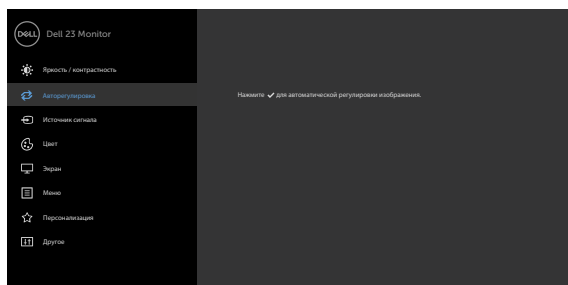 DELL
Dell 23 Monitor
Яркость / контрастность
Авторегулировка
Нажмите ✓ для автоматической регулировки изображения.
Источник сигнала
Цвет
Экран
Меню
Персонализация
Другое